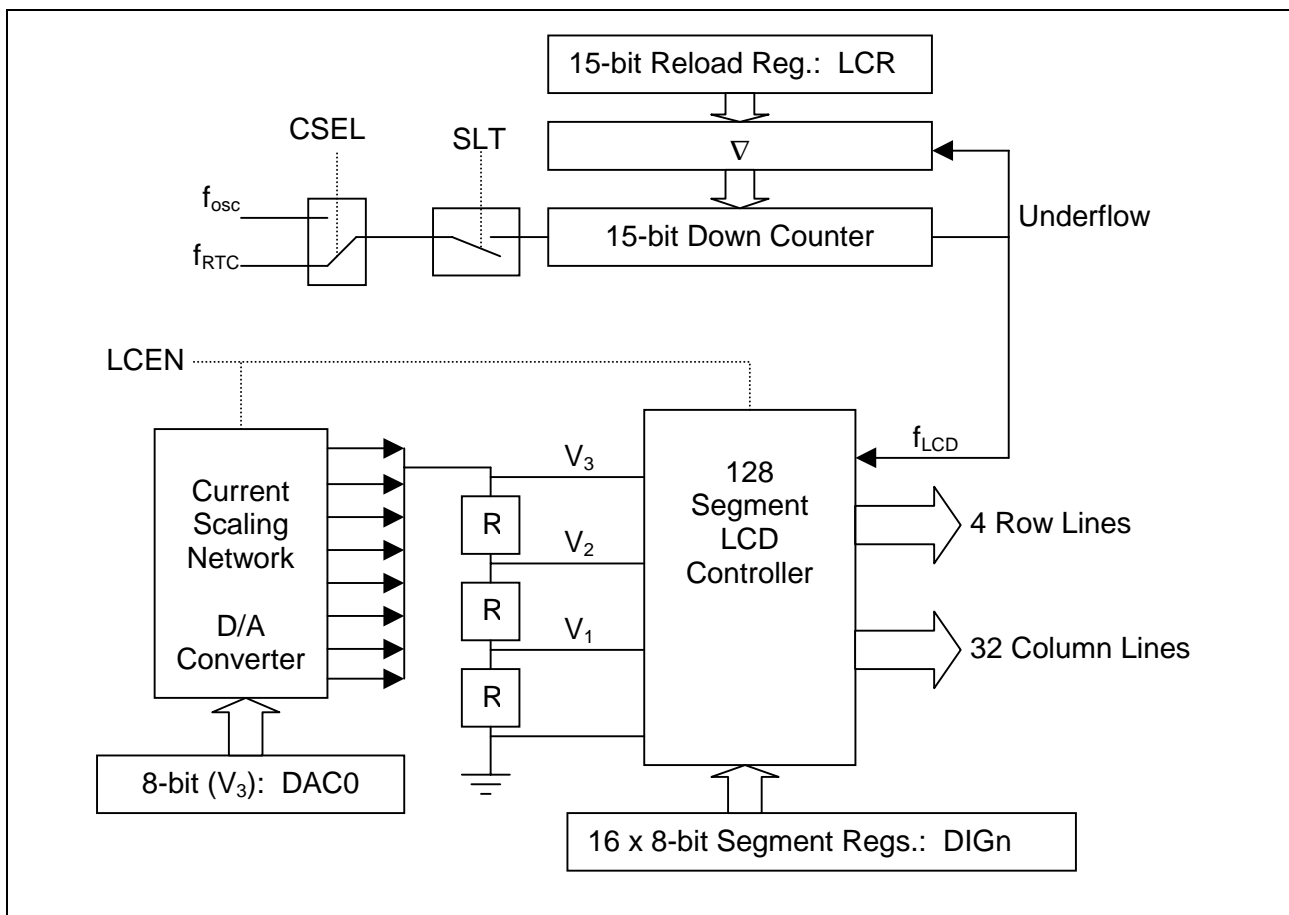 15-bit Reload Reg.: LCR
CSEL
SLT
∇
fosc
fRTC
15-bit Down Counter
Underflow
LCEN
fLCD
V3
V2
V1
Current
Scaling
Network
D/A
Converter
R
R
R
128
Segment
LCD
Controller
4 Row Lines
32 Column Lines
8-bit (V3): DAC0
16 x 8-bit Segment Regs.: DIGn